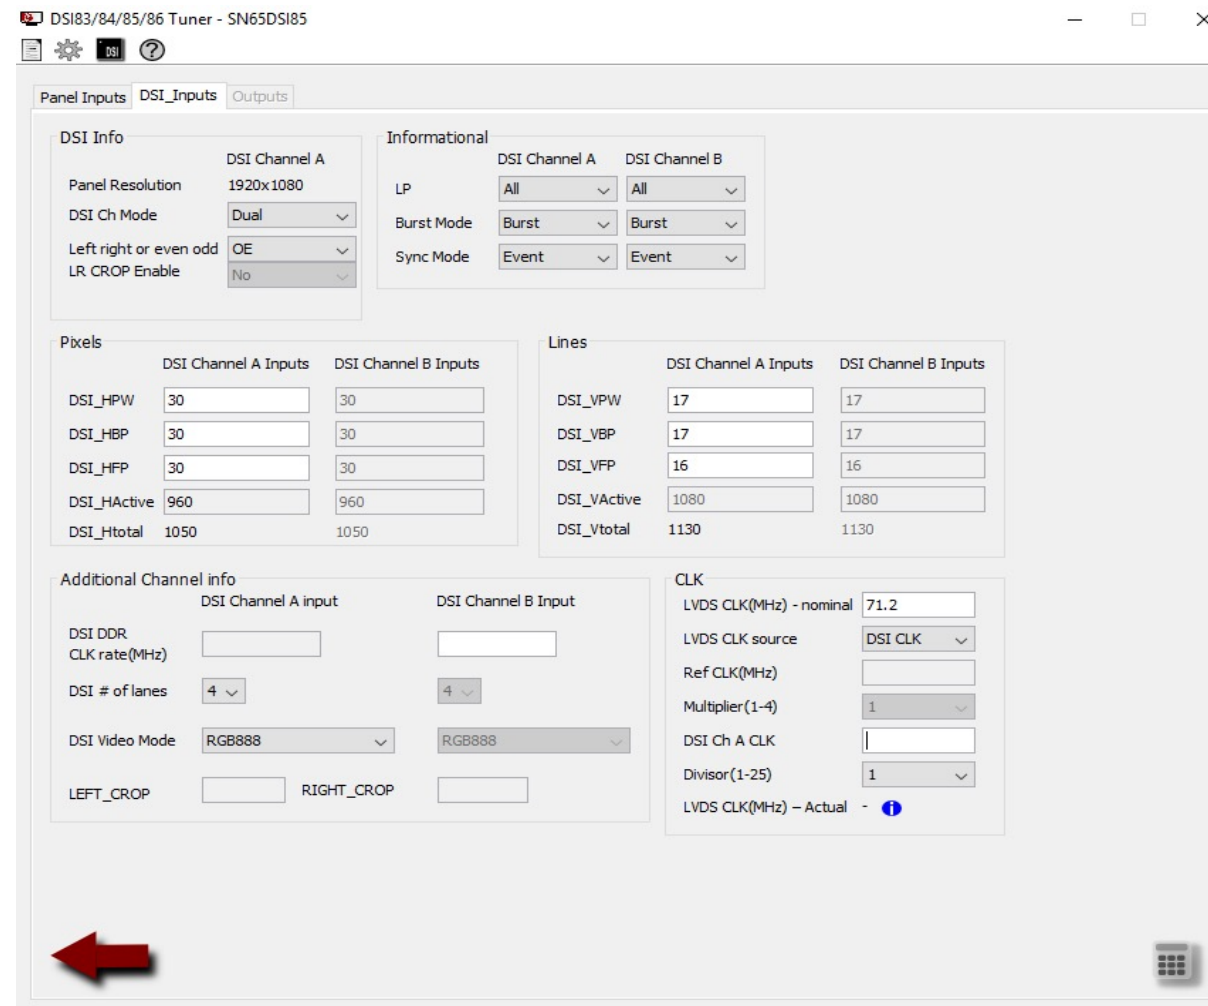 DSI83/84/85/86 Tuner - SN65DSI85
DSI
Panel Inputs DSI_Inputs Outputs
DSI Info
DSI Channel A
Panel Resolution 1920x1080
DSI Ch Mode Dual
Left right or even odd OE
LR CROP Enable No
Informational
DSI Channel A DSI Channel B
LP All All
Burst Mode Burst Burst
Sync Mode Event Event
Pixels
DSI Channel A Inputs DSI Channel B Inputs
DSI_HPW 30 30
DSI_HBP 30 30
DSI_HFP 30 30
DSI_HActive 960 960
DSI_Htotal 1050 1050
Lines
DSI Channel A Inputs DSI Channel B Inputs
DSI_VPW 17 17
DSI_VBP 17 17
DSI_VFP 16 16
DSI_VActive 1080 1080
DSI_Vtotal 1130 1130
Additional Channel info
DSI Channel A input DSI Channel B Input
DSI DDR
CLK rate(MHz)
DSI # of lanes 4 4
DSI Video Mode RGB888 RGB888
LEFT_CROP RIGHT_CROP
CLK
LVDS CLK(MHz) - nominal 71.2
LVDS CLK source DSI CLK
Ref CLK(MHz)
Multiplier(1-4) 1
DSI Ch A CLK
Divisor(1-25) 1
LVDS CLK(MHz) – Actual -